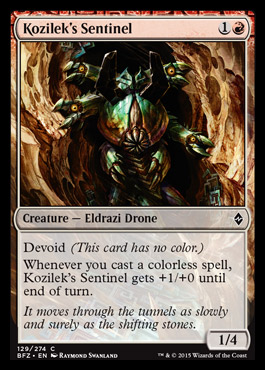 Kozilek's Sentinel 1
Creature — Eldrazi Drone
Devoid (This card has no color.)
Whenever you cast a colorless spell,
Kozilek's Sentinel gets +1/+0 until
end of turn.
It moves through the tunnels as slowly
and surely as the shifting stones.
1/4
129/274 C
BFZ • EN Raymond Swanland
™ & © 2015 Wizards of the Coast